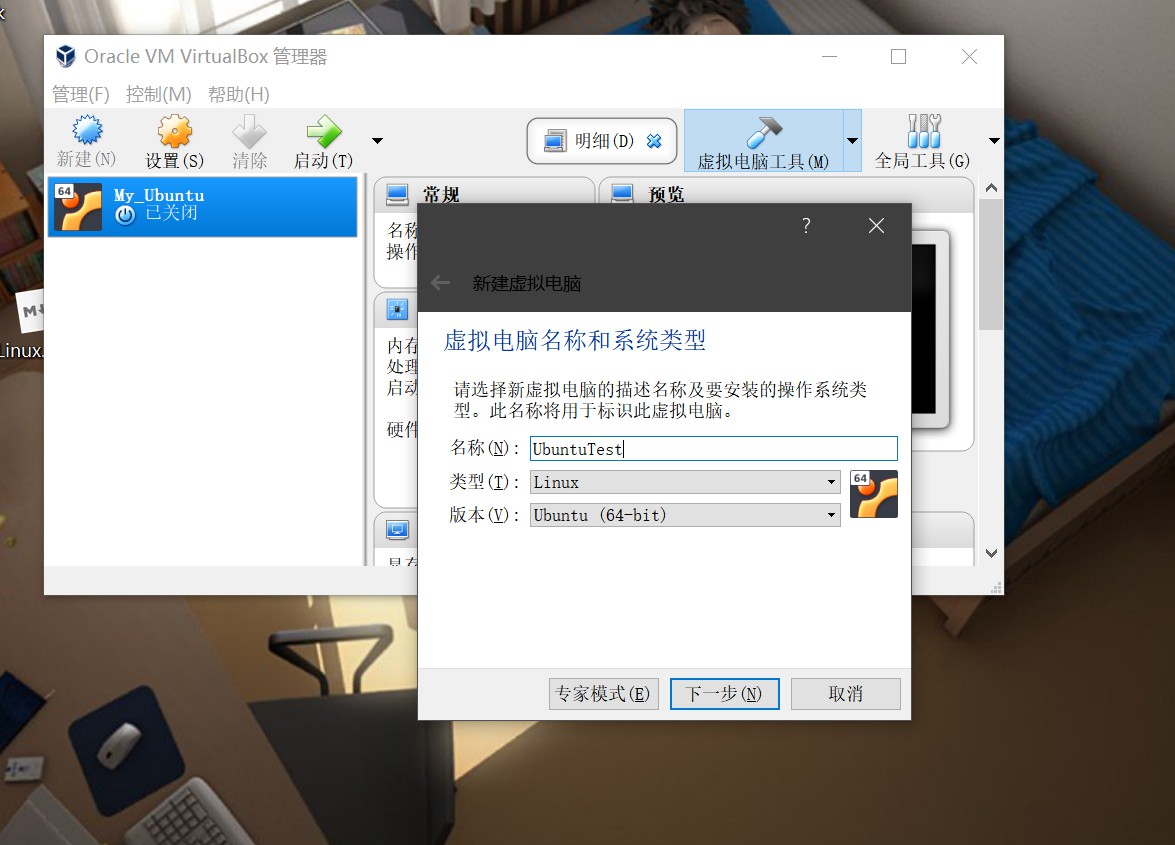 Oracle VM VirtualBox 管理器
管理(F) 控制(M) 帮助(H)
新建(N) 设置(S) 清除 启动(T) 明细(D) 虚拟电脑工具(M) 全局工具(G)
64 My_Ubuntu
已关闭
常规 预览
名称
操作
?
新建虚拟电脑
虚拟电脑名称和系统类型
内存
处理
启动
硬件
请选择新虚拟电脑的描述名称及要安装的操作系统类
型。此名称将用于标识此虚拟电脑。
名称(N): UbuntuTest
类型(T): Linux
64
版本(V): Ubuntu (64-bit)
专家模式(E) 下一步(N) 取消
M
Linux.